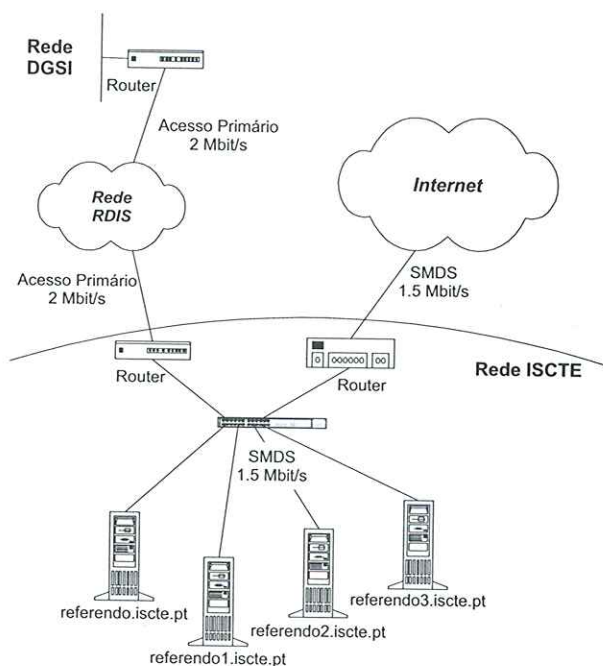 Rede
DGSI
Router
Acesso Primário
2 Mbit/s
Rede
RDIS
Internet
Acesso Primário
2 Mbit/s
SMDS
1.5 Mbit/s
Router
Router
Rede ISCTE
SMDS
1.5 Mbit/s
referendo.iscte.pt
referendo1.iscte.pt
referendo2.iscte.pt
referendo3.iscte.pt